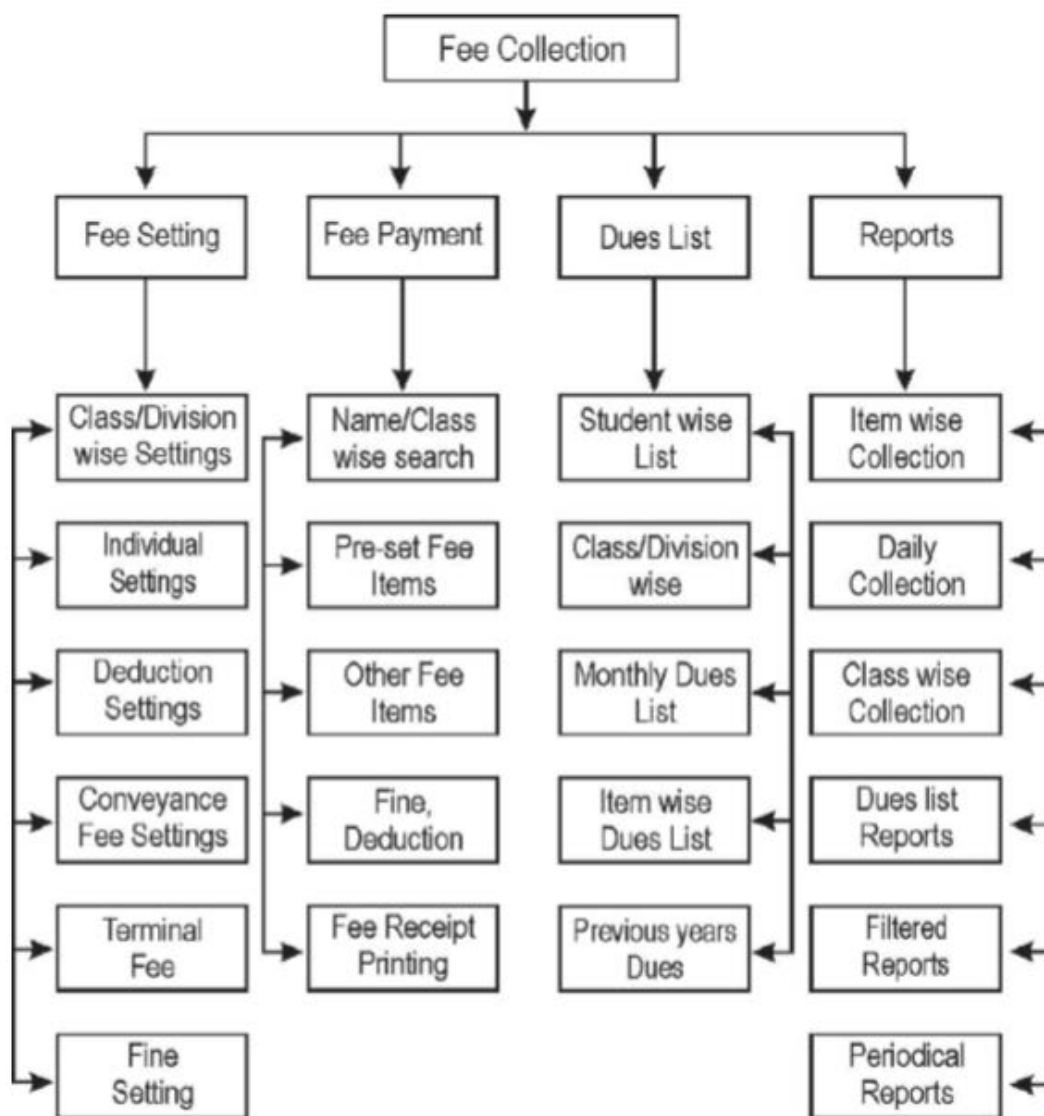 Fee Collection
Fee Setting
Fee Payment
Dues List
Reports
Class/Division
wise Settings
Name/Class
wise search
Student wise
List
Item wise
Collection
Individual
Settings
Pre-set Fee
Items
Class/Division
wise
Daily
Collection
Deduction
Settings
Other Fee
Items
Monthly Dues
List
Class wise
Collection
Conveyance
Fee Settings
Fine,
Deduction
Item wise
Dues List
Dues list
Reports
Terminal
Fee
Fee Receipt
Printing
Previous years
Dues
Filtered
Reports
Fine
Setting
Periodical
Reports